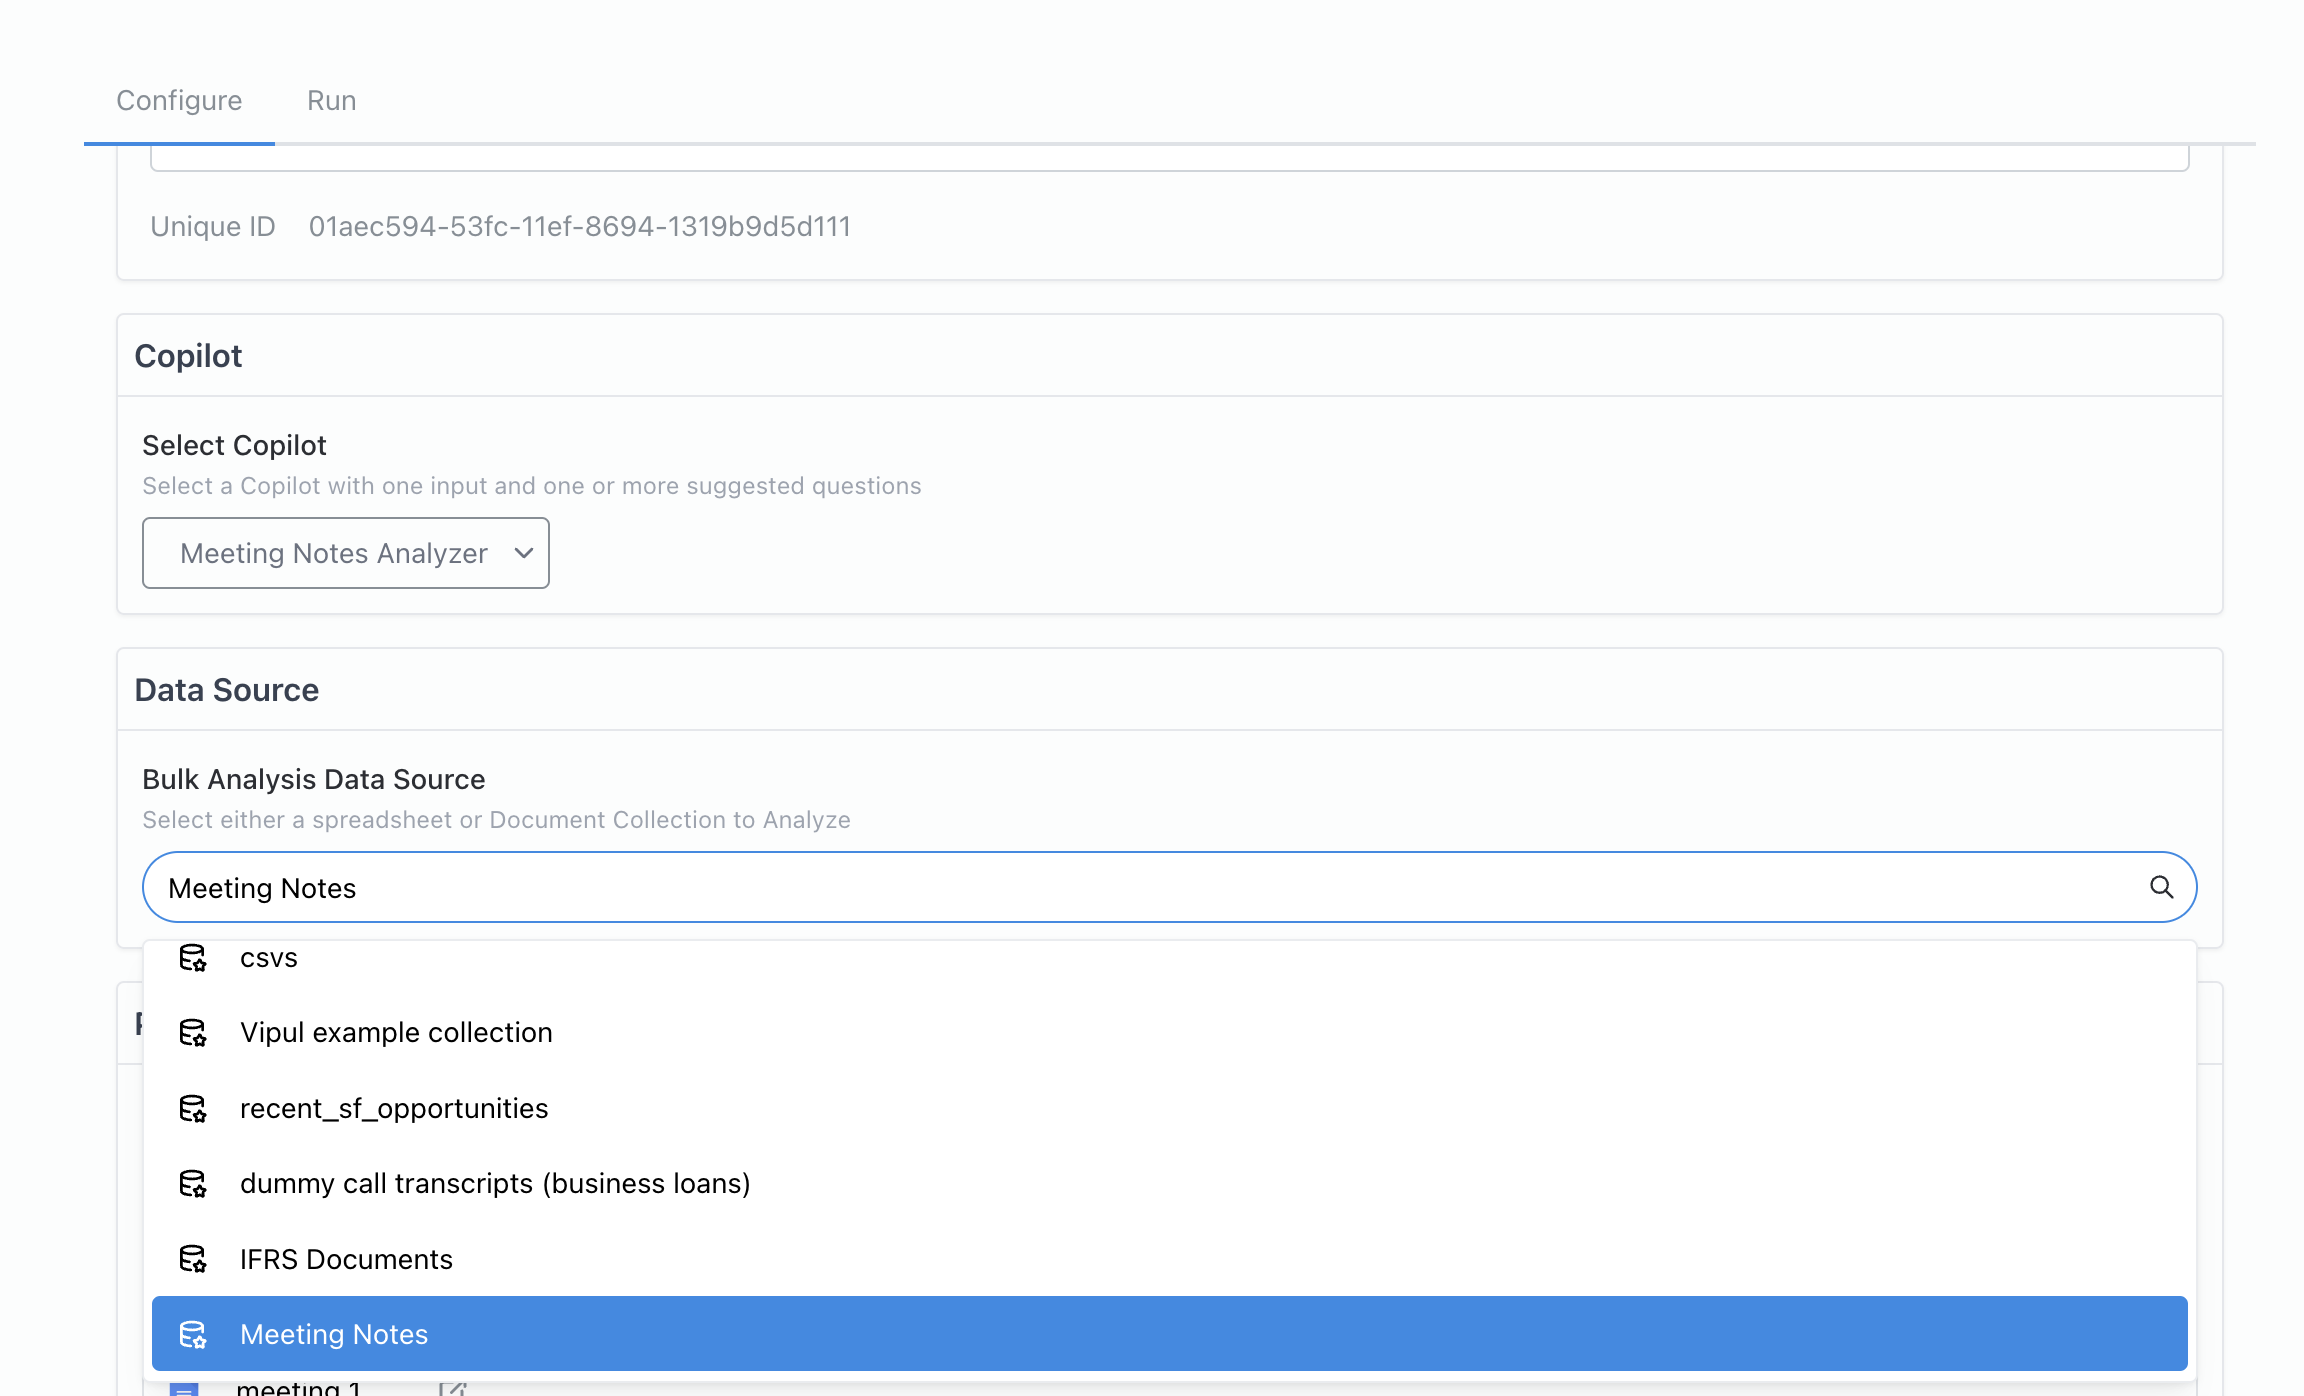 Configure Run
Unique ID 01aec594-53fc-11ef-8694-1319b9d5d111
Copilot
Select Copilot
Select a Copilot with one input and one or more suggested questions
Meeting Notes Analyzer
Data Source
Bulk Analysis Data Source
Select either a spreadsheet or Document Collection to Analyze
Meeting Notes
csvs
Vipul example collection
recent_sf_opportunities
dummy call transcripts (business loans)
IFRS Documents
Meeting Notes
meeting 1